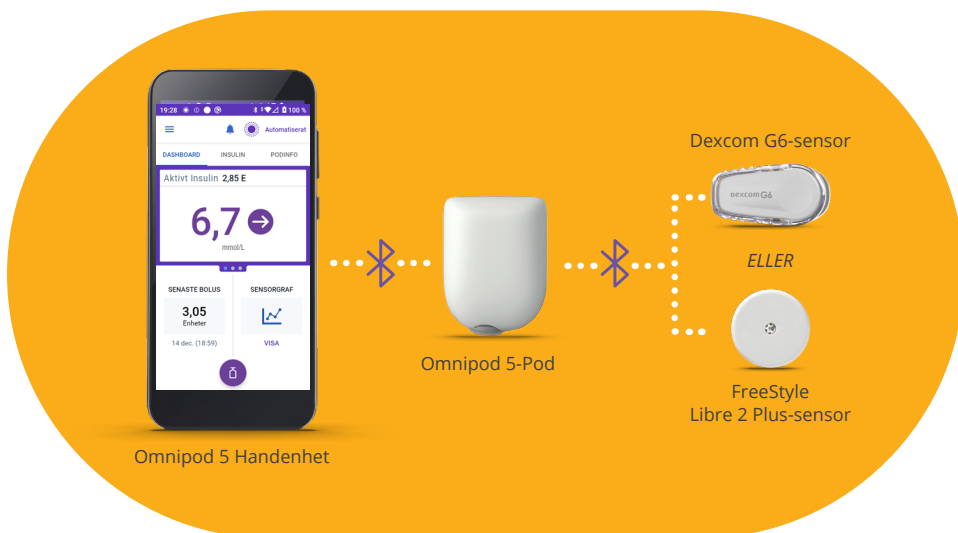 19:28
100 %
Automatiserat
DASHBOARD INSULIN PODINFO
Aktivt Insulin 2,85 E
6,7
mmol/L
SENASTE BOLUS
3,05
Enheter
14 dec. (18:59)
SENSORGRAF
VISA
Omnipod 5 Handenhet
Omnipod 5-Pod
Dexcom G6-sensor
Dexcom G6
ELLER
FreeStyle
Libre 2 Plus-sensor